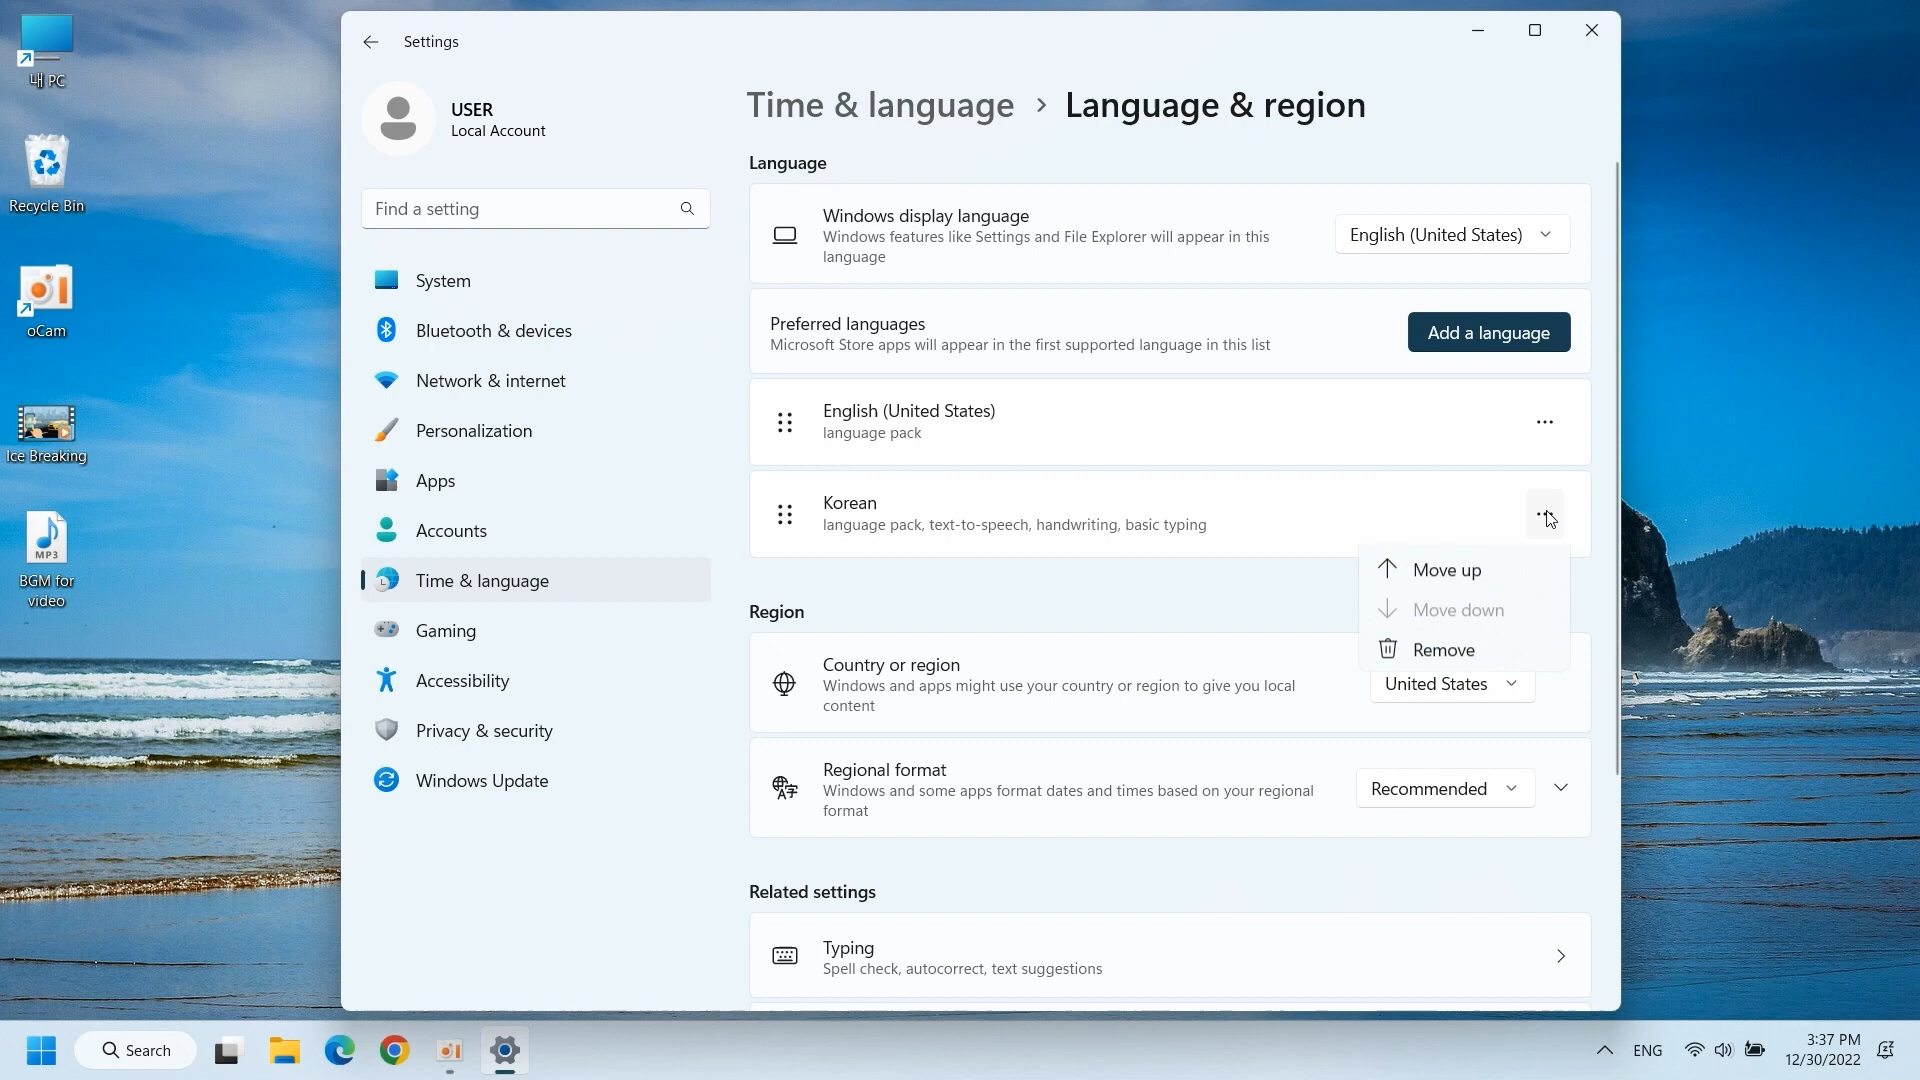 내 PC
Recycle Bin
oCam
Ice Breaking
MP3
BGM for
video
Settings
USER
Local Account
Find a setting
System
Bluetooth & devices
Network & internet
Personalization
Apps
Accounts
Time & language
Gaming
Accessibility
Privacy & security
Windows Update
Time & language > Language & region
Language
Windows display language
Windows features like Settings and File Explorer will appear in this
language
English (United States)
Preferred languages
Microsoft Store apps will appear in the first supported language in this list
Add a language
English (United States)
language pack
Korean
language pack, text-to-speech, handwriting, basic typing
Move up
Move down
Remove
Region
Country or region
Windows and apps might use your country or region to give you local
content
United States
Regional format
Windows and some apps format dates and times based on your regional
format
Recommended
Related settings
Typing
Spell check, autocorrect, text suggestions
Search
ENG
3:37 PM
12/30/2022